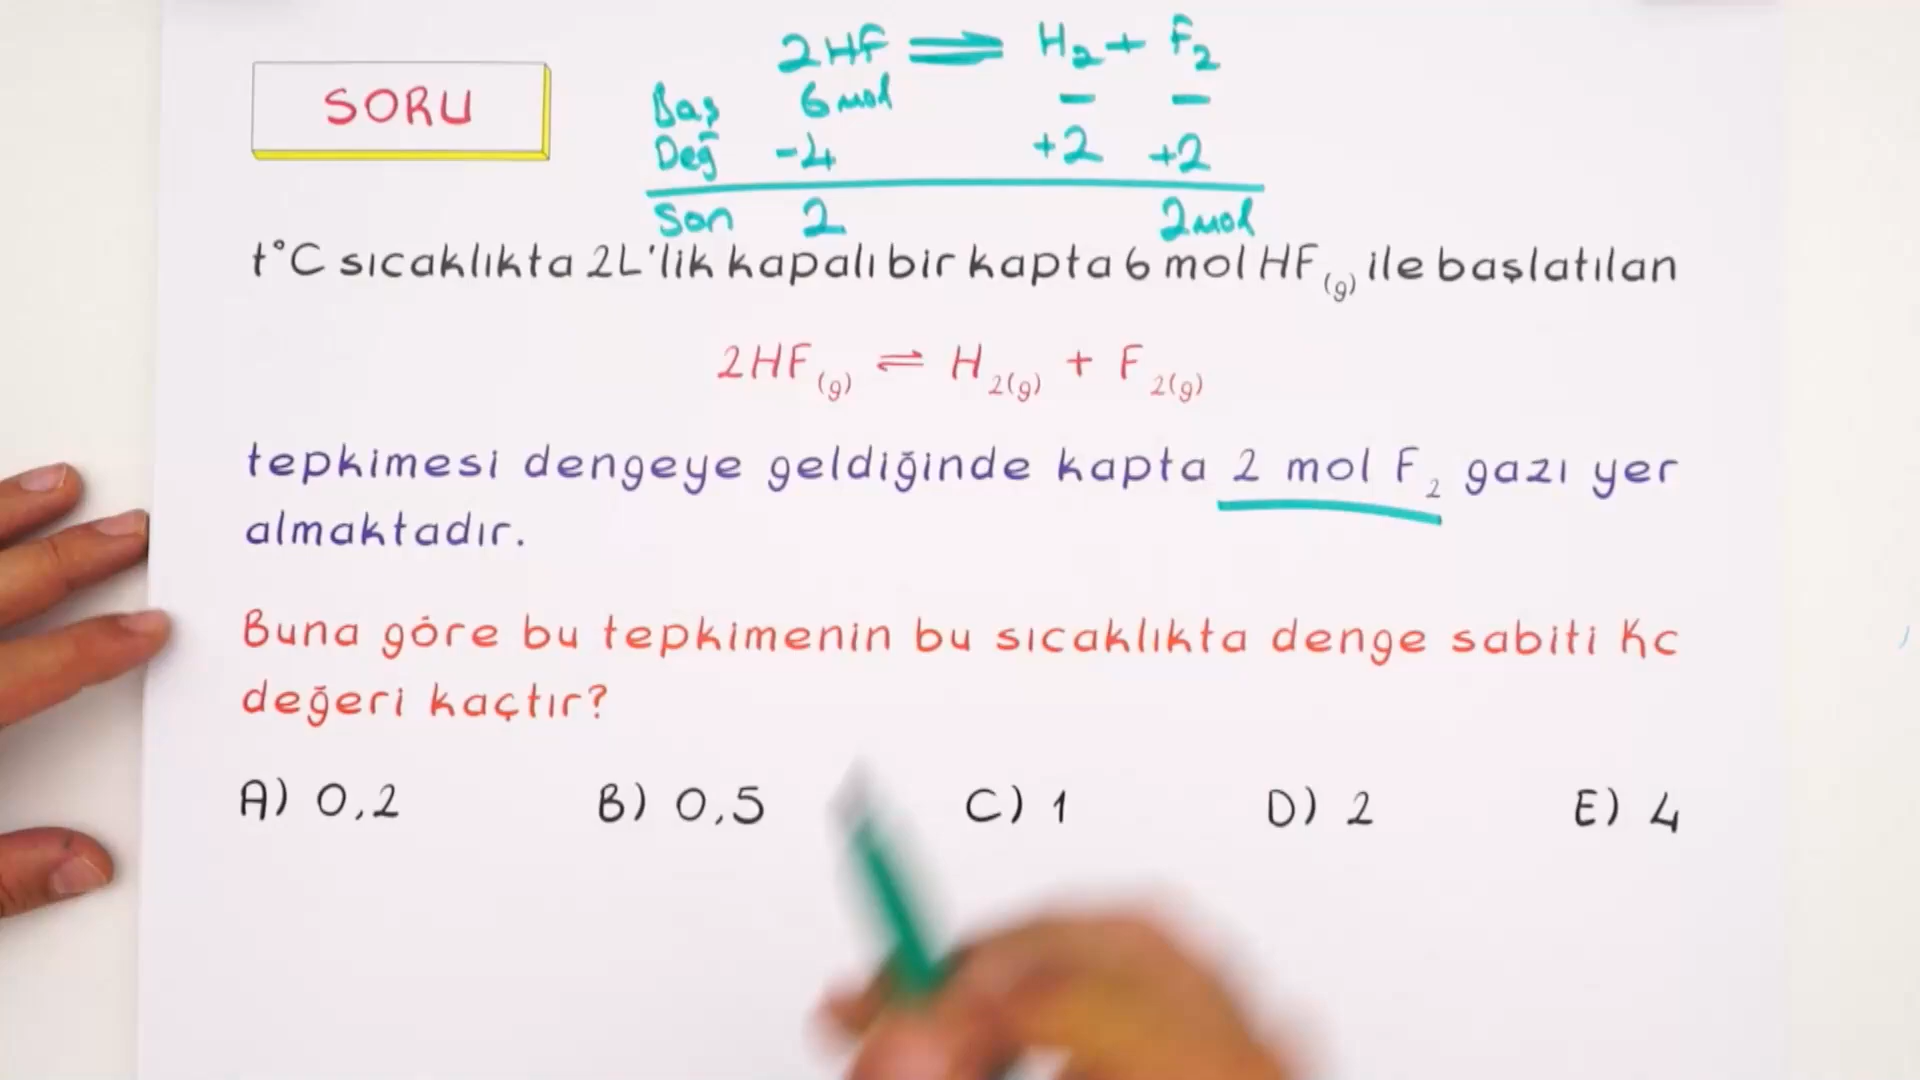 2HF ⇌ H₂ + F₂
SORU
Baş 6 mol - -
Değ -4 +2 +2
Son 2 2 mol
t°C sıcaklıkta 2L'lik kapalı bir kapta 6 mol HF(g) ile başlatılan
2HF(g) ⇌ H2(g) + F2(g)
tepkimesi dengeye geldiğinde kapta 2 mol F₂ gazı yer
almaktadır.
Buna göre bu tepkimenin bu sıcaklıkta denge sabiti Kc
değeri kaçtır?
A) 0,2 B) 0,5 C) 1 D) 2 E) 4